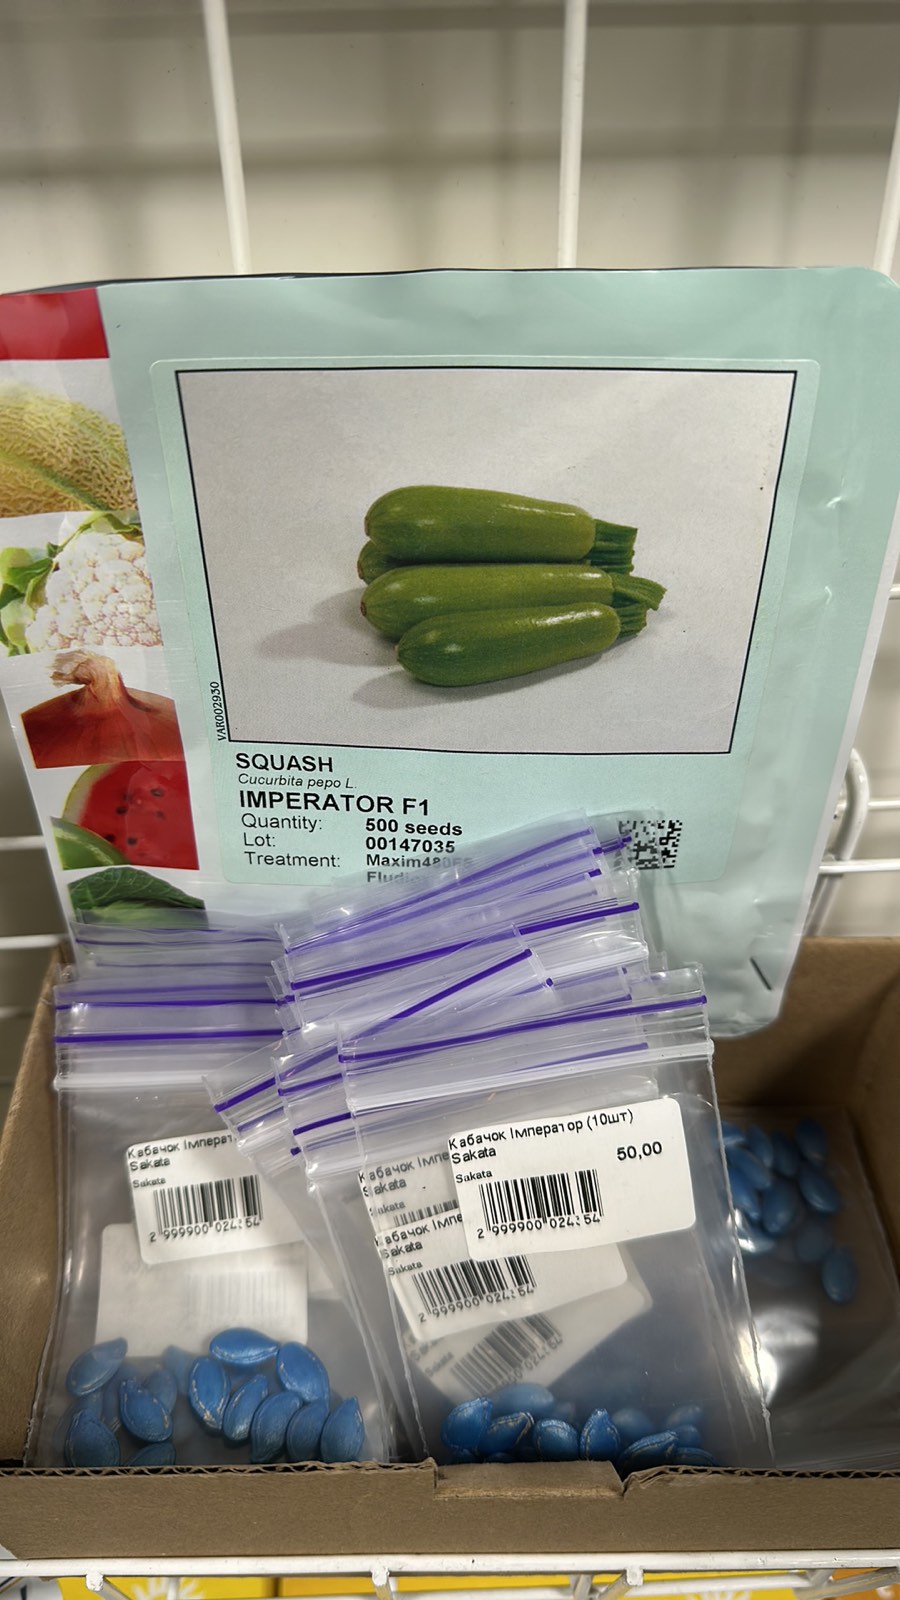 VAR002930
SQUASH
Cucurbita pepo L.
IMPERATOR F1
Quantity: 500 seeds
Lot: 00147035
Treatment:
Кабачок Імператор (10шт)
Sakata
50,00
Sakata
Кабачок Імперат
Sakata
Sakata
Кабачок Імпе
Sakata
акata
Кабачок Імпе
Sakata
Sakata